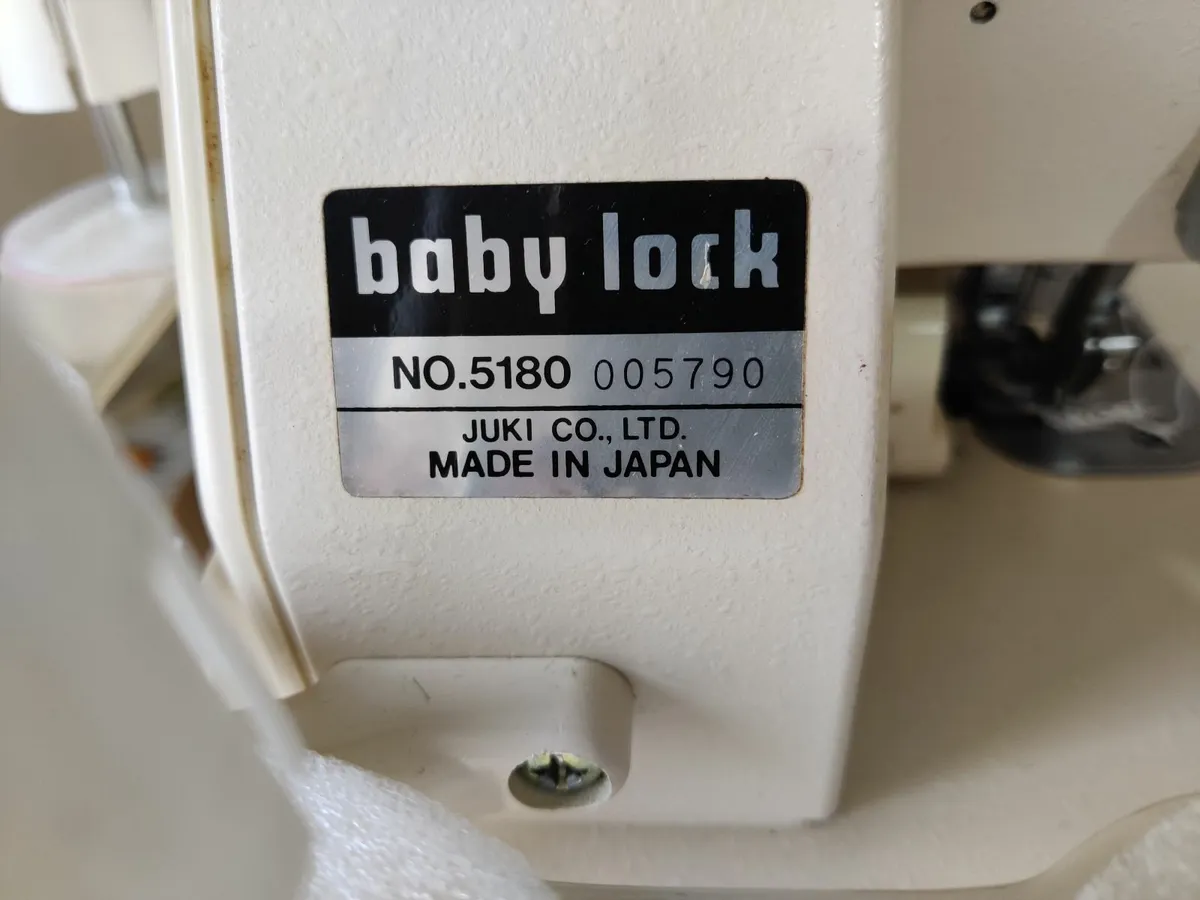 baby lock
NO.5180 005790
JUKI CO., LTD.
MADE IN JAPAN